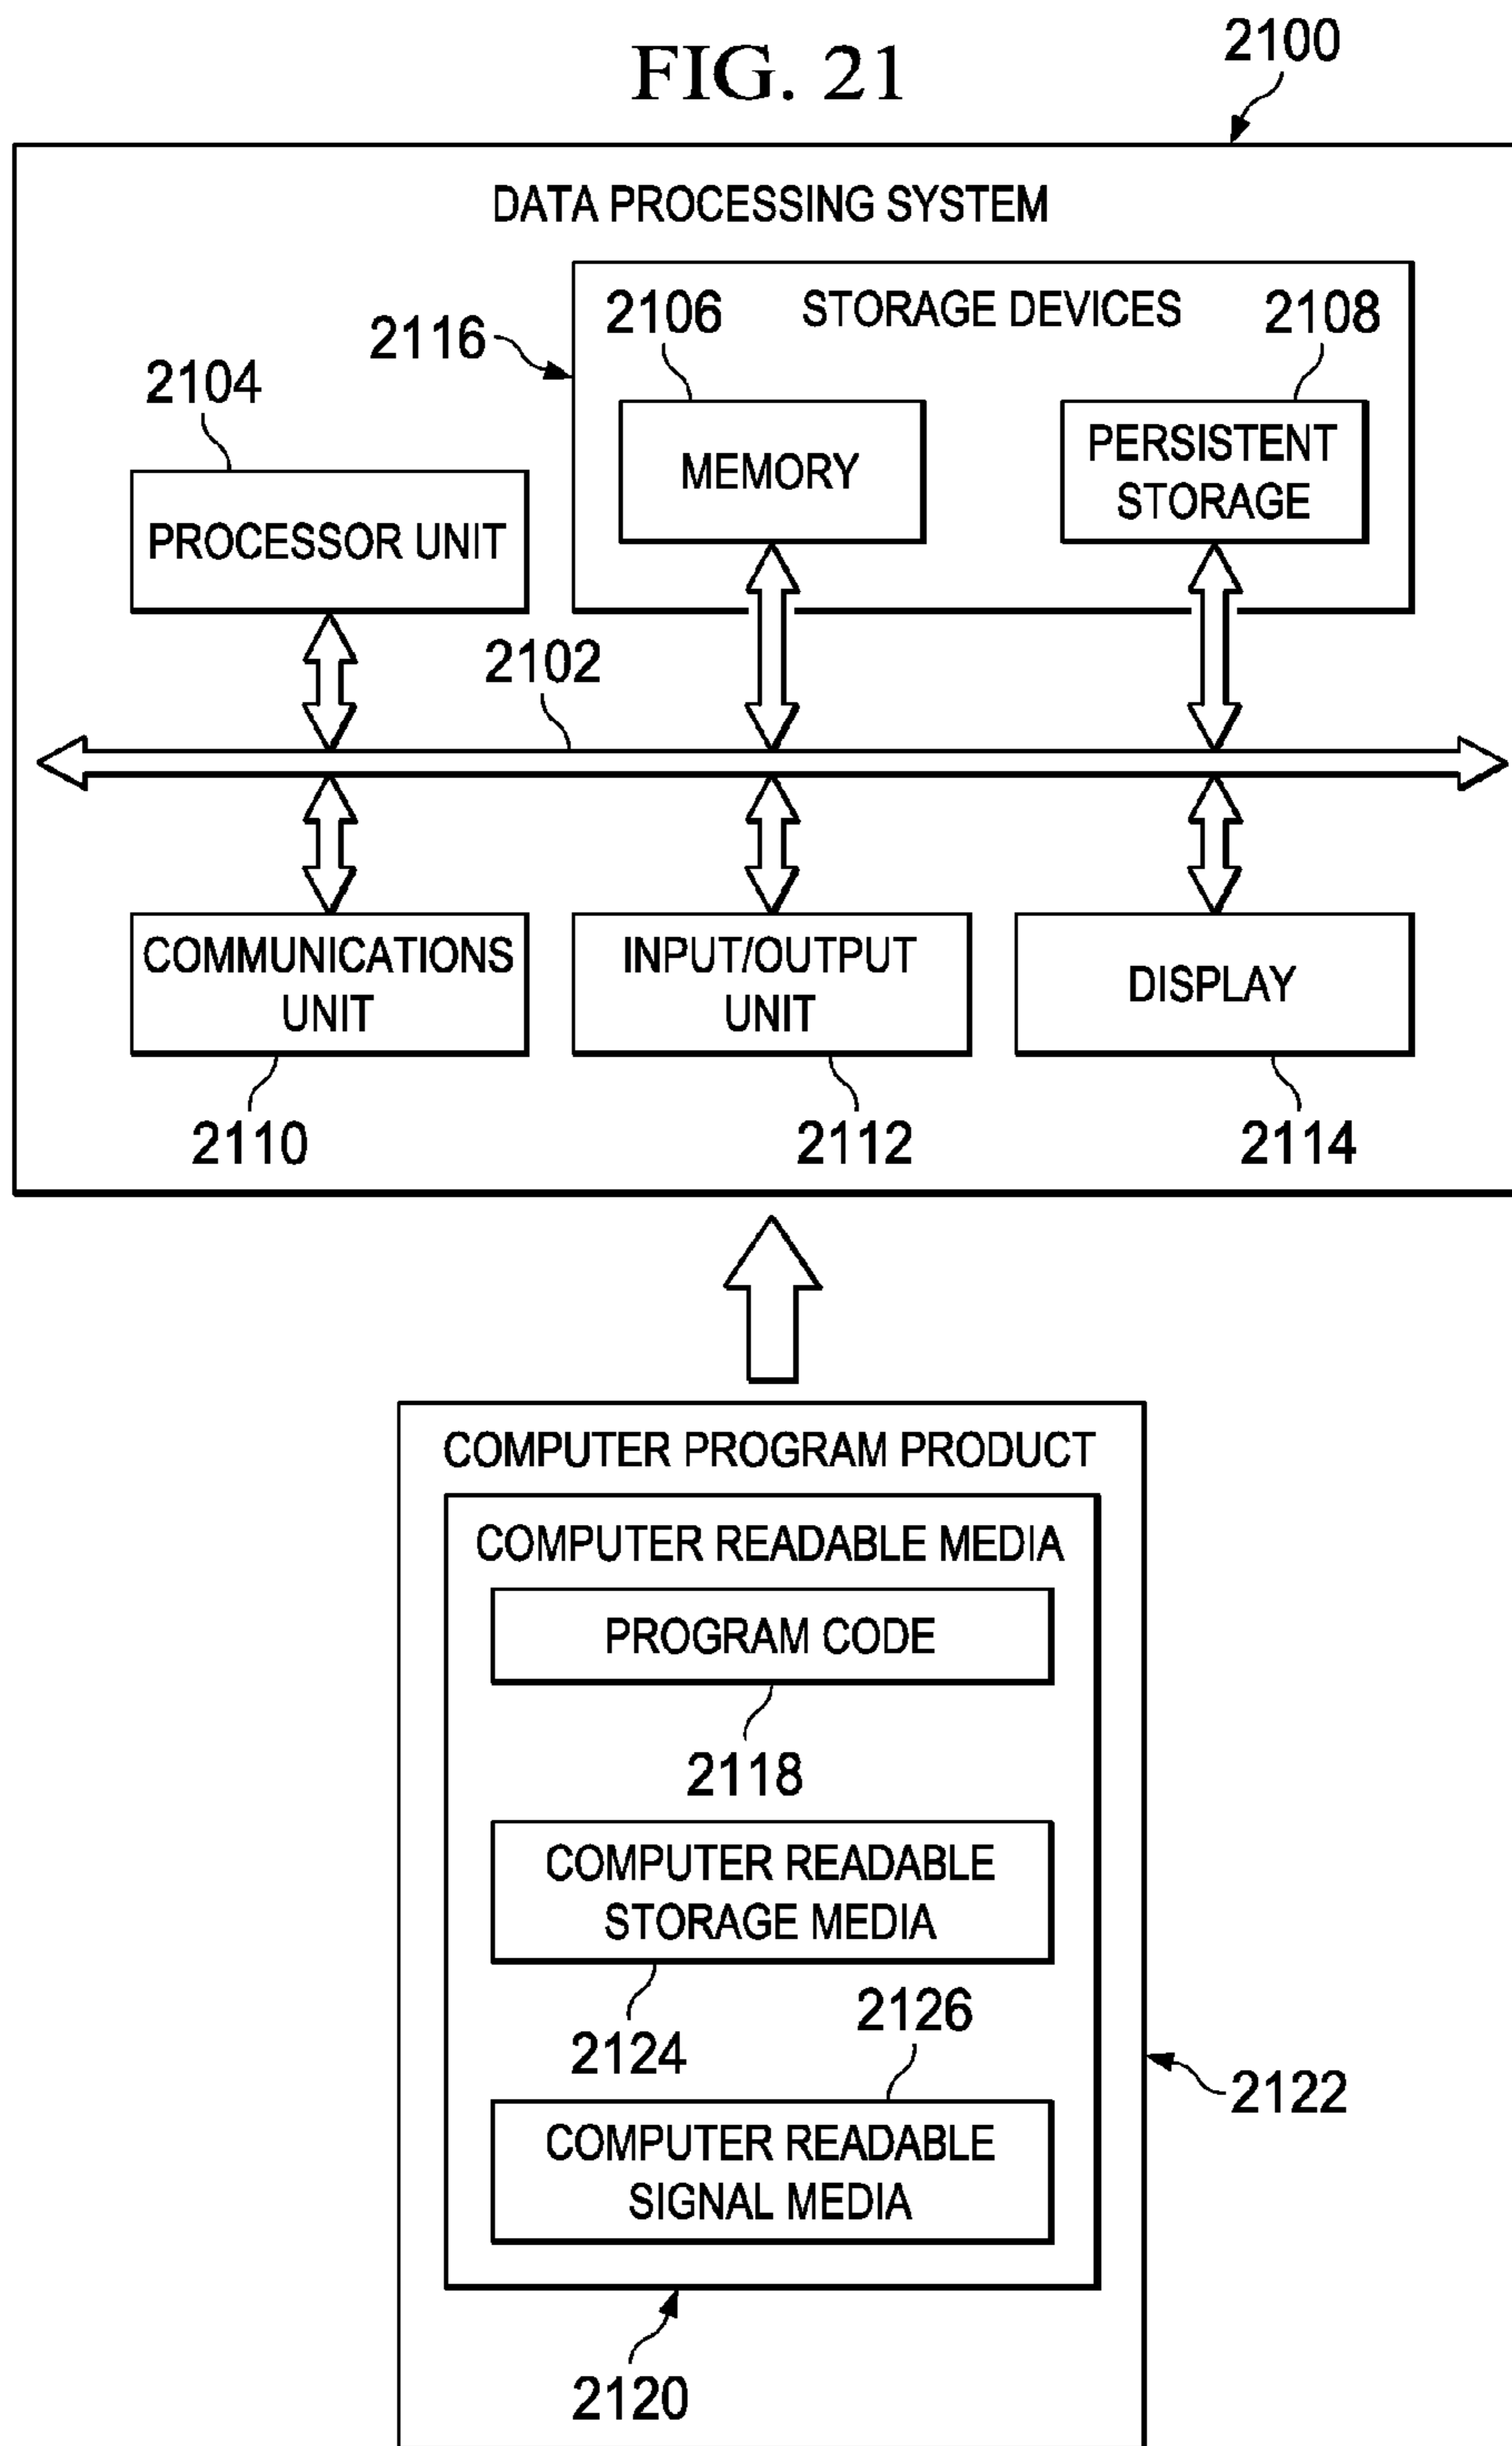 FIG. 21
2100
DATA PROCESSING SYSTEM
2116
2106
STORAGE DEVICES
2108
2104
MEMORY
PERSISTENT
STORAGE
PROCESSOR UNIT
2102
COMMUNICATIONS
UNIT
INPUT/OUTPUT
UNIT
DISPLAY
2110
2112
2114
COMPUTER PROGRAM PRODUCT
COMPUTER READABLE MEDIA
PROGRAM CODE
2118
COMPUTER READABLE
STORAGE MEDIA
2124
2126
2122
COMPUTER READABLE
SIGNAL MEDIA
2120